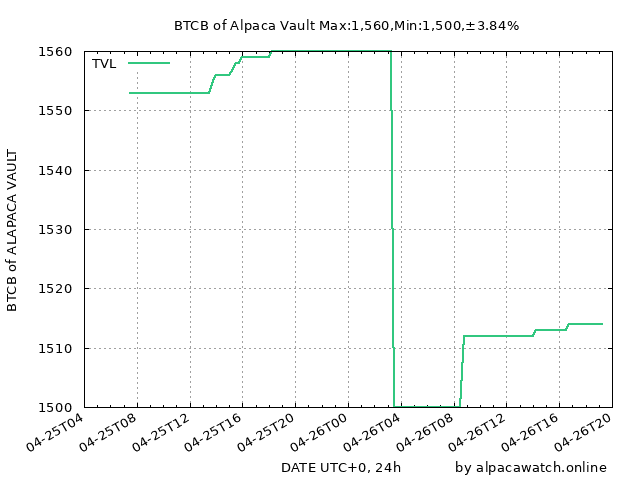 BTCB of Alpaca Vault Max:1,560,Min:1,500,±3.84%
TVL
1560
1550
1540
1530
1520
1510
1500
BTCB of ALAPACA VAULT
04-25T04
04-25T08
04-25T12
04-25T16
04-25T20
04-26T00
04-26T04
04-26T08
04-26T12
04-26T16
04-26T20
DATE UTC+0, 24h
by alpacawatch.online